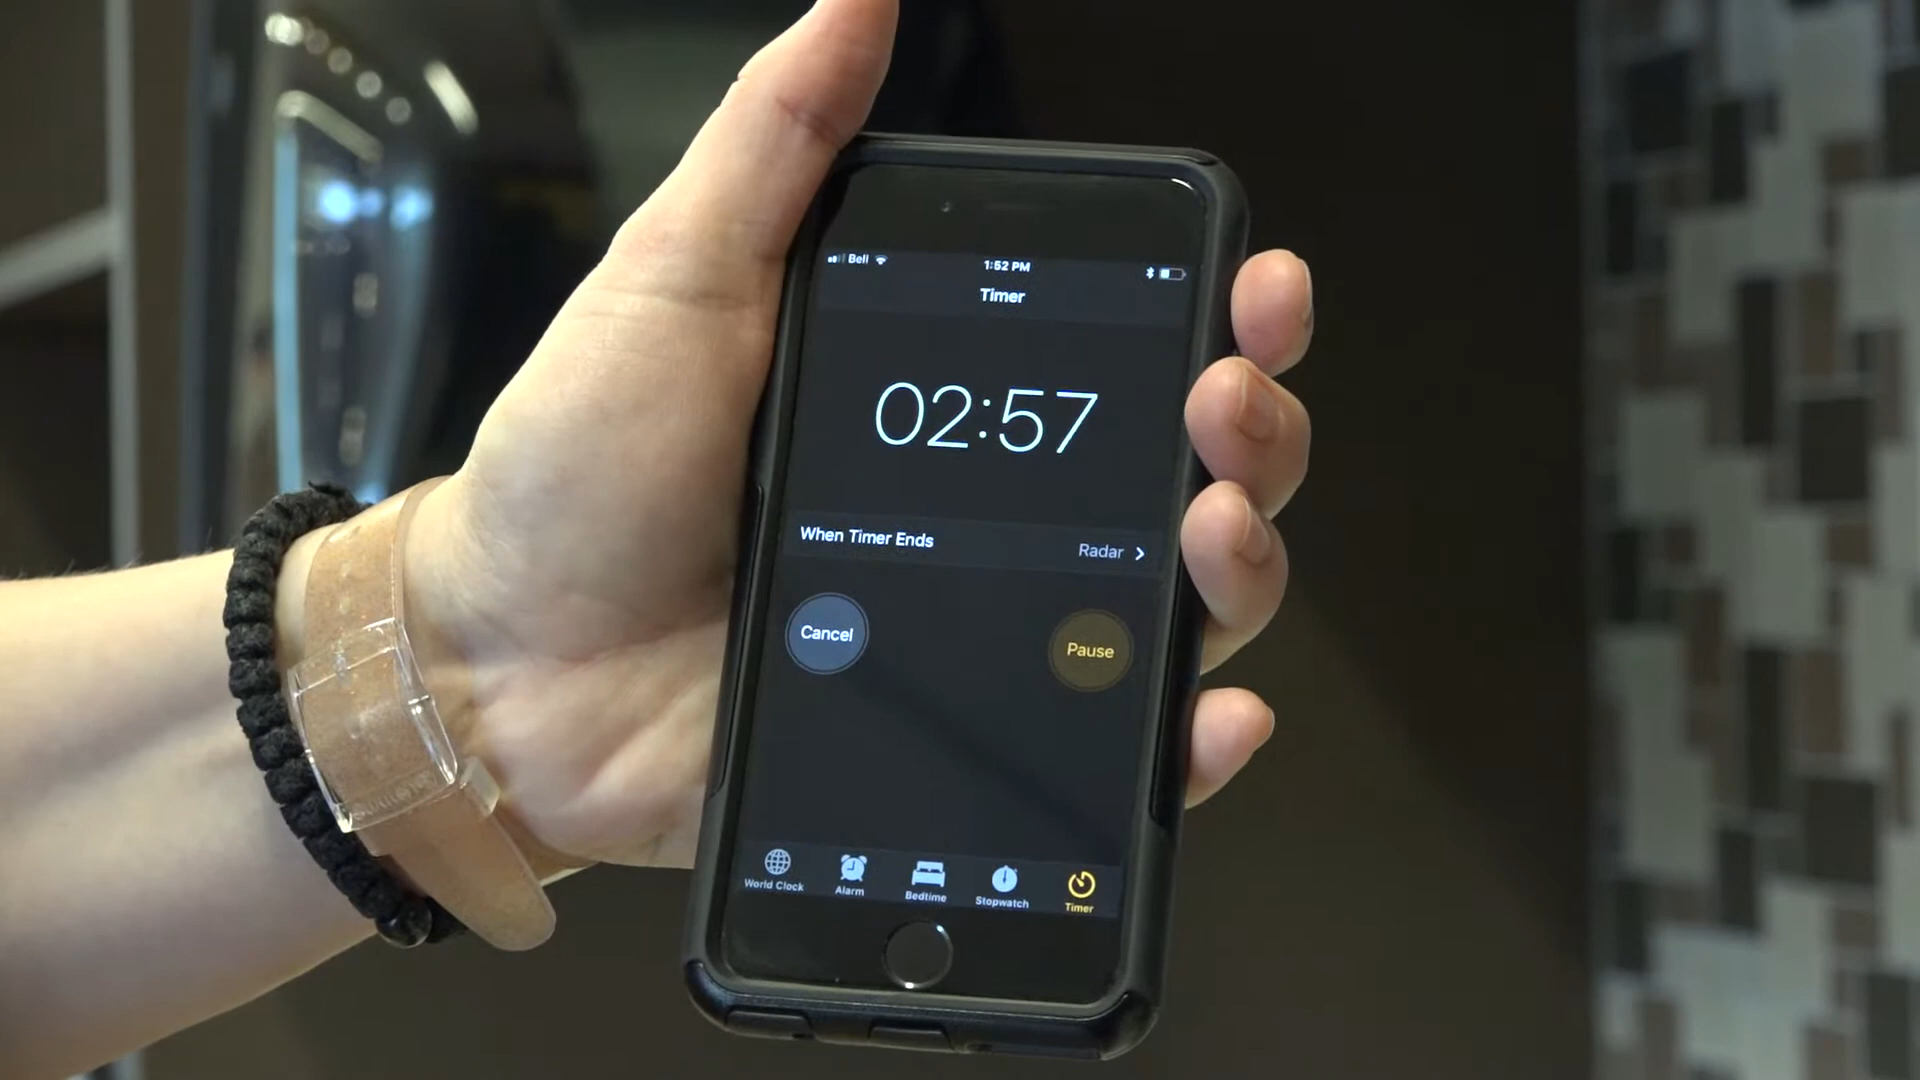 Bell
1:52 PM
Timer
02:57
When Timer Ends
Radar
Cancel
Pause
World Clock
Alarm
Bedtime
Stopwatch
Timer